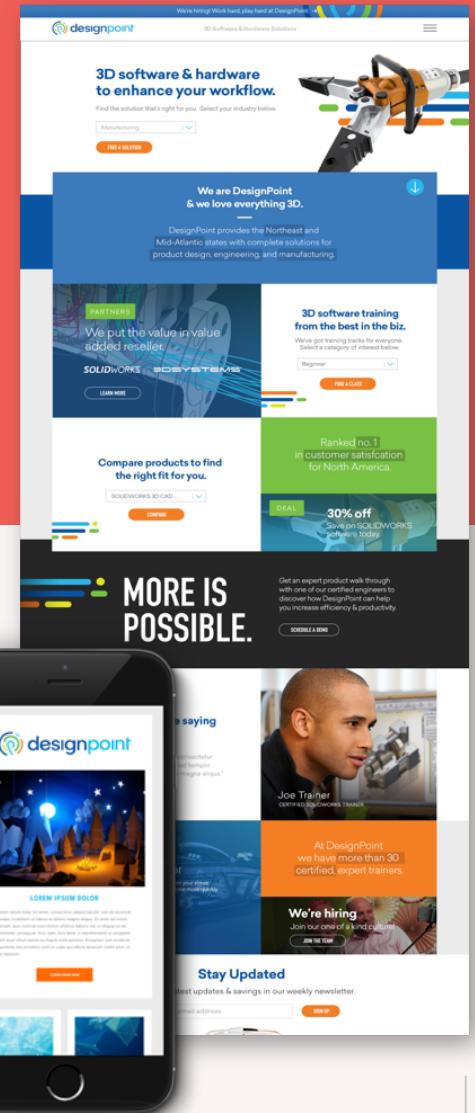 We're hiring! Work hard, play hard at DesignPoint →
designpoint
3D Software & Hardware Solutions
3D software & hardware
to enhance your workflow.
Find the solution that's right for you. Select your industry below.
Manufacturing
FIND A SOLUTION
We are DesignPoint
& we love everything 3D.
DesignPoint provides the Northeast and
Mid-Atlantic states with complete solutions for
product design, engineering, and manufacturing.
PARTNERS
We put the value in value
added reseller.
SOLIDWORKS 3DSYSTEMS
LEARN MORE
3D software training
from the best in the biz.
We've got training tracks for everyone.
Select a category of interest below.
Beginner
FIND A CLASS
Compare products to find
the right fit for you.
SOLIDWORKS 3D CAD...
COMPARE
Ranked no. 1
in customer satisfcation
for North America.
DEAL
30% off
Save on SOLIDWORKS
software today.
MORE IS
POSSIBLE.
Get an expert product walk through
with one of our certified engineers to
discover how DesignPoint can help
you increase efficiency & productivity.
SCHEDULE A DEMO
saying
consectetur
tempor
magna aliqua."
Joe Trainer
CERTIFIED SOLIDWORKS TRAINER
At DesignPoint
we have more than 30
certified, expert trainers.
We're hiring
Join our one of a kind culture!
JOIN THE TEAM!
Stay Updated
updates & savings in our weekly newsletter.
email address
SIGN UP
designpoint
LOREM IPSUM DOLOR